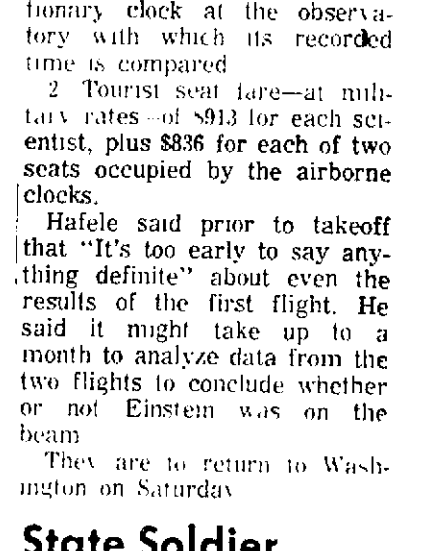 tionary clock at the observa-
tory with which its recorded
time is compared
2 Tourist seat fare—at mili-
tary rates—of $913 for each sci-
entist, plus $836 for each of two
seats occupied by the airborne
clocks.
Hafele said prior to takeoff
that "It's too early to say any-
thing definite" about even the
results of the first flight. He
said it might take up to a
month to analyze data from the
two flights to conclude whether
or not Einstein was on the
beam
They are to return to Wash-
ington on Saturday
State Soldier